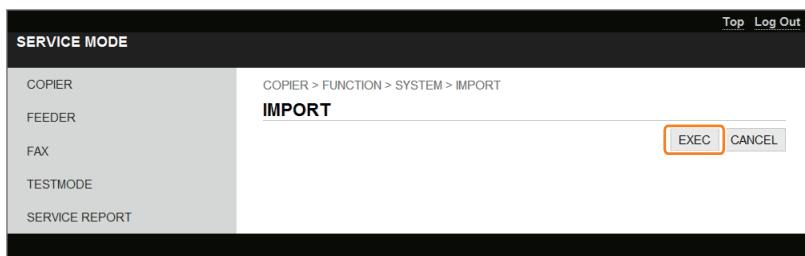 Top Log Out
SERVICE MODE
COPIER
FEEDER
FAX
TESTMODE
SERVICE REPORT
COPIER > FUNCTION > SYSTEM > IMPORT
IMPORT
EXEC CANCEL